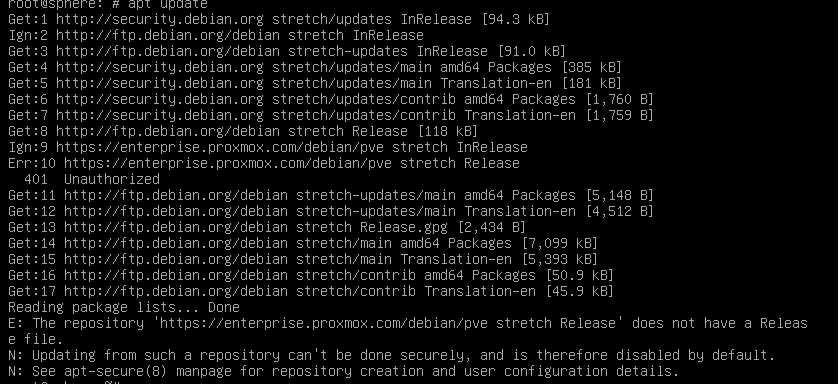 root@sphere:~# apt update
Get:1 http://security.debian.org stretch/updates InRelease [94.3 kB]
Ign:2 http://ftp.debian.org/debian stretch InRelease
Get:3 http://ftp.debian.org/debian stretch-updates InRelease [91.0 kB]
Get:4 http://security.debian.org stretch/updates/main amd64 Packages [385 kB]
Get:5 http://security.debian.org stretch/updates/main Translation-en [181 kB]
Get:6 http://security.debian.org stretch/updates/contrib amd64 Packages [1,760 B]
Get:7 http://security.debian.org stretch/updates/contrib Translation-en [1,759 B]
Get:8 http://ftp.debian.org/debian stretch Release [118 kB]
Ign:9 https://enterprise.proxmox.com/debian/pve stretch InRelease
Err:10 https://enterprise.proxmox.com/debian/pve stretch Release
401  Unauthorized
Get:11 http://ftp.debian.org/debian stretch-updates/main amd64 Packages [5,148 B]
Get:12 http://ftp.debian.org/debian stretch-updates/main Translation-en [4,512 B]
Get:13 http://ftp.debian.org/debian stretch Release.gpg [2,434 B]
Get:14 http://ftp.debian.org/debian stretch/main amd64 Packages [7,099 kB]
Get:15 http://ftp.debian.org/debian stretch/main Translation-en [5,393 kB]
Get:16 http://ftp.debian.org/debian stretch/contrib amd64 Packages [50.9 kB]
Get:17 http://ftp.debian.org/debian stretch/contrib Translation-en [45.9 kB]
Reading package lists... Done
E: The repository 'https://enterprise.proxmox.com/debian/pve stretch Release' does not have a Releas
e file.
N: Updating from such a repository can't be done securely, and is therefore disabled by default.
N: See apt-secure(8) manpage for repository creation and user configuration details.